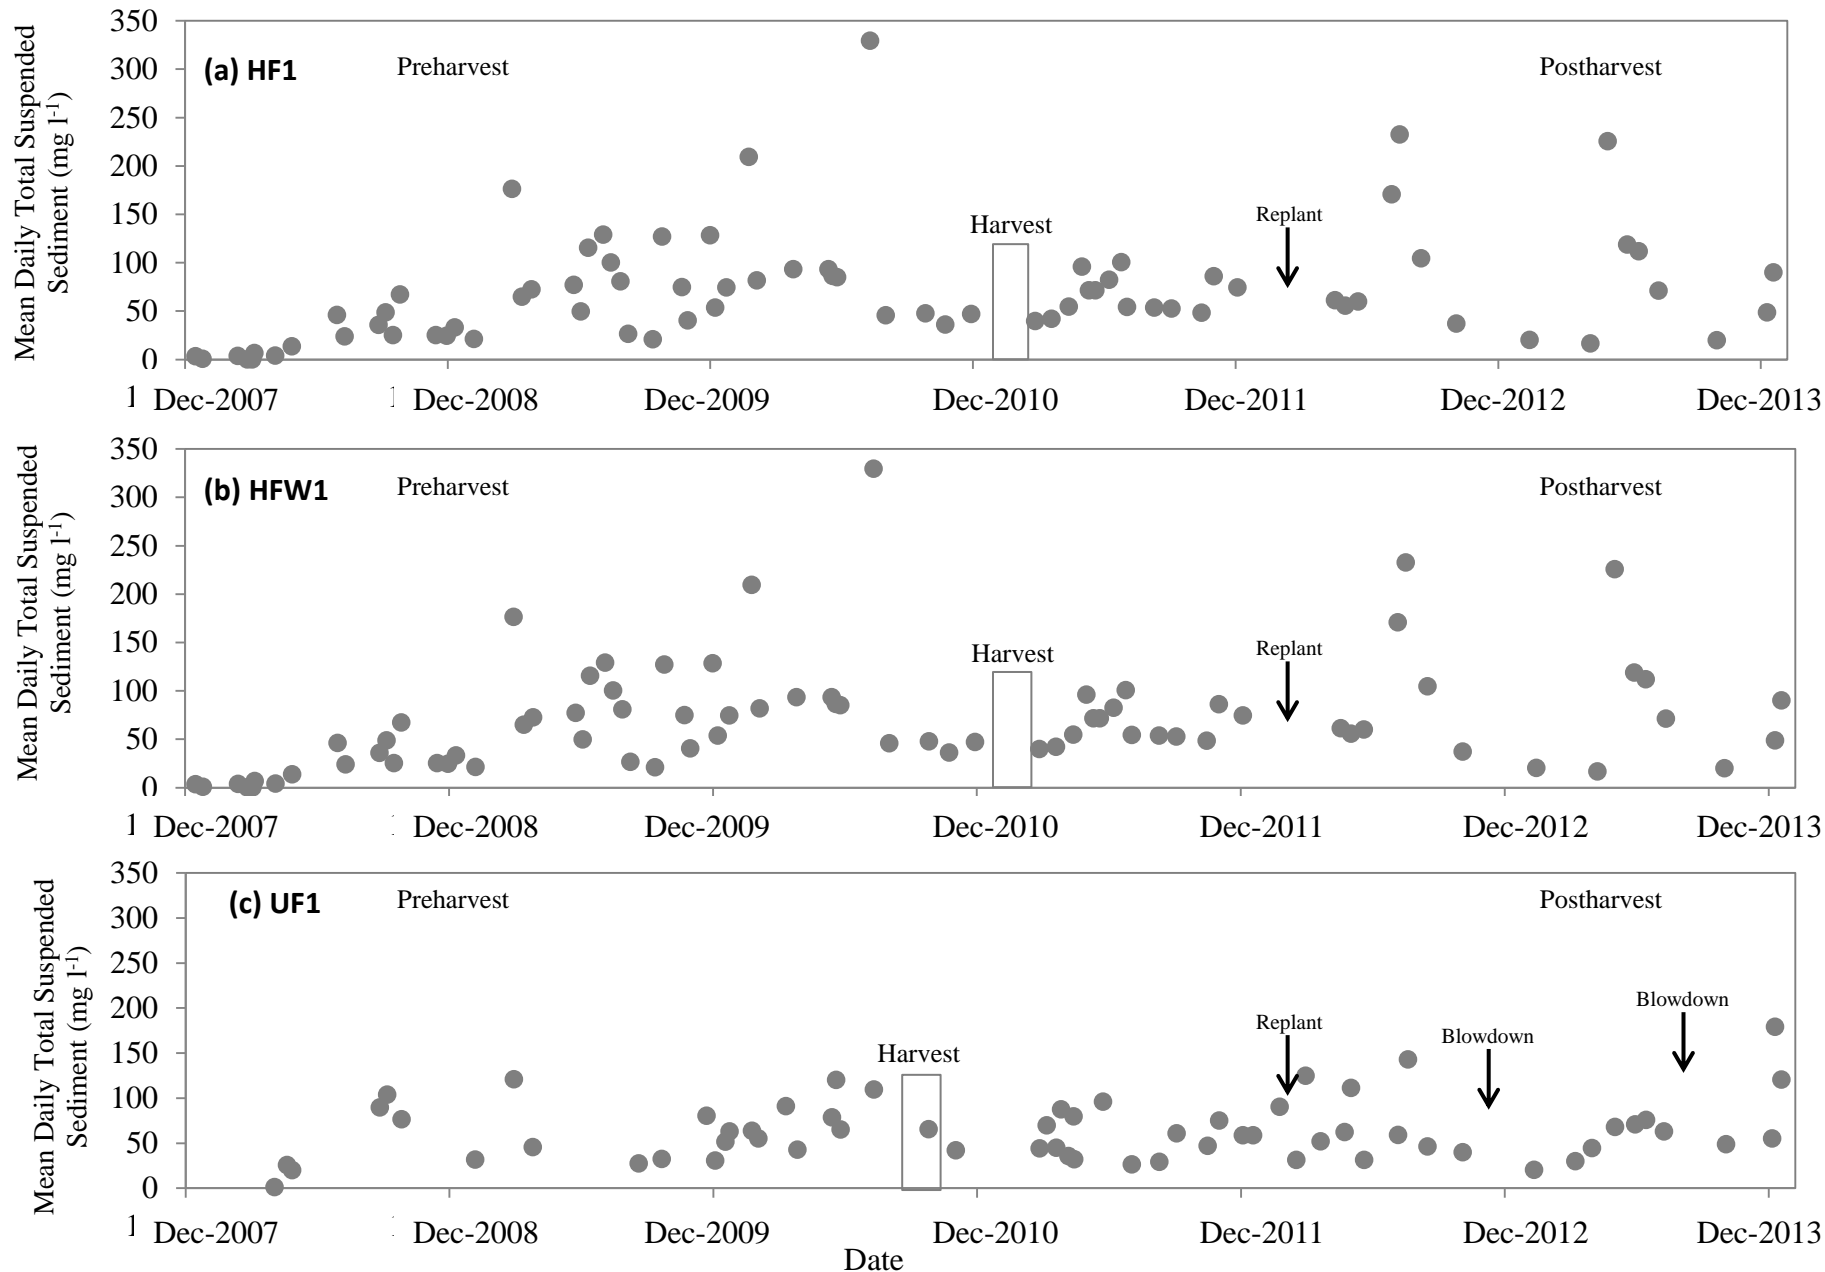 Mean Daily Total Suspended
Sediment (mg l-1)
350
300
250
200
150
100
50
0
(a) HF1
Preharvest
Postharvest
Harvest
Replant
1 Dec-2007
1 Dec-2008
Dec-2009
Dec-2010
Dec-2011
Dec-2012
Dec-2013
Mean Daily Total Suspended
Sediment (mg l-1)
350
300
250
200
150
100
50
0
(b) HFW1
Preharvest
Postharvest
Harvest
Replant
1 Dec-2007
Dec-2008
Dec-2009
Dec-2010
Dec-2011
Dec-2012
Dec-2013
Mean Daily Total Suspended
Sediment (mg l-1)
350
300
250
200
150
100
50
0
(c) UF1
Preharvest
Postharvest
Harvest
Replant
Blowdown
Blowdown
1 Dec-2007
Dec-2008
Dec-2009
Dec-2010
Dec-2011
Dec-2012
Dec-2013
Date